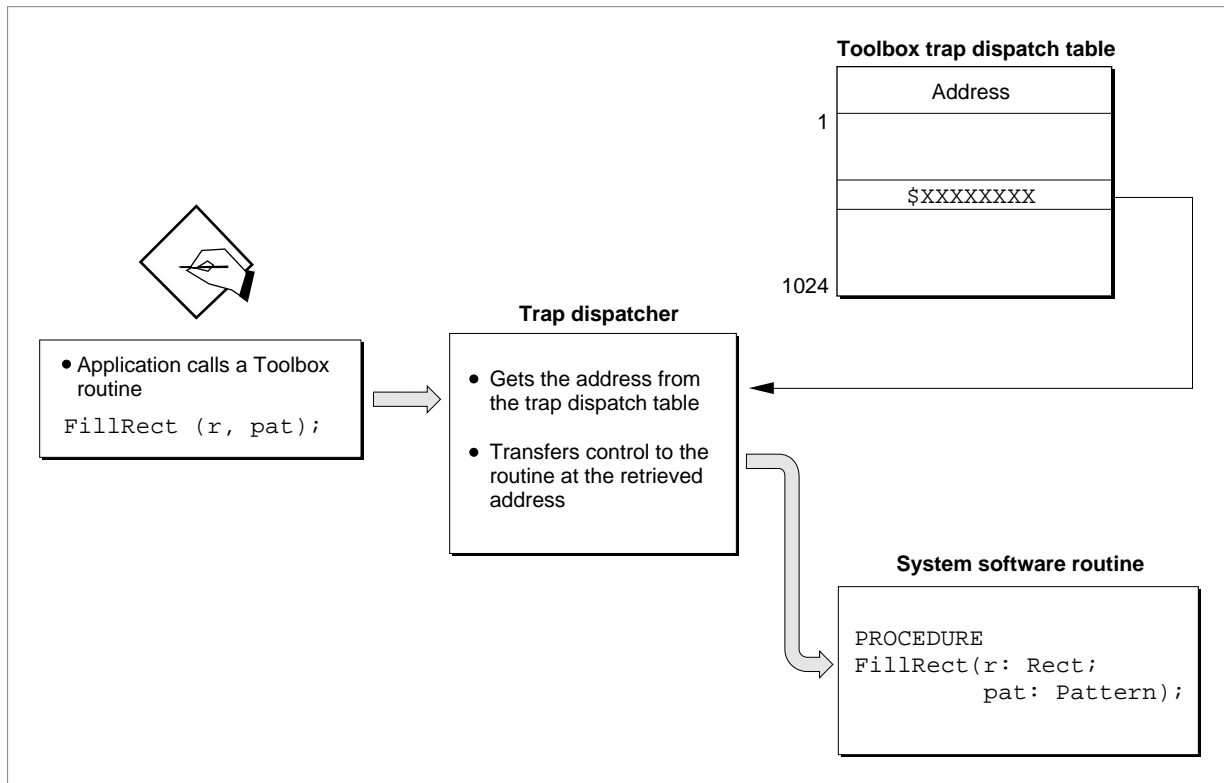 Toolbox trap dispatch table
Address
1
$XXXXXXXX
1024
• Application calls a Toolbox
routine
FillRect (r, pat);
Trap dispatcher
• Gets the address from
the trap dispatch table
• Transfers control to the
routine at the retrieved
address
System software routine
PROCEDURE
FillRect(r: Rect;
pat: Pattern);